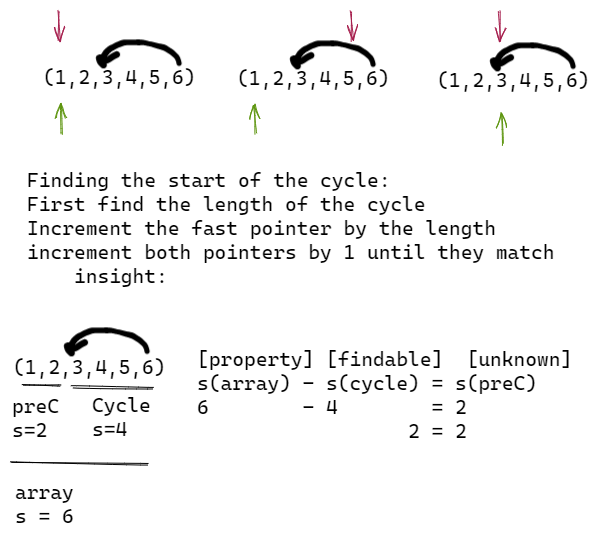 (1,2,3,4,5,6) (1,2,3,4,5,6) (1,2,3,4,5,6)
Finding the start of the cycle:
First find the length of the cycle
Increment the fast pointer by the length
increment both pointers by 1 until they match
insight:
(1,2,3,4,5,6)
preC Cycle
s=2 s=4
array
s = 6
[property] [findable] [unknown]
s(array) - s(cycle) = s(preC)
6 - 4 = 2
2 = 2